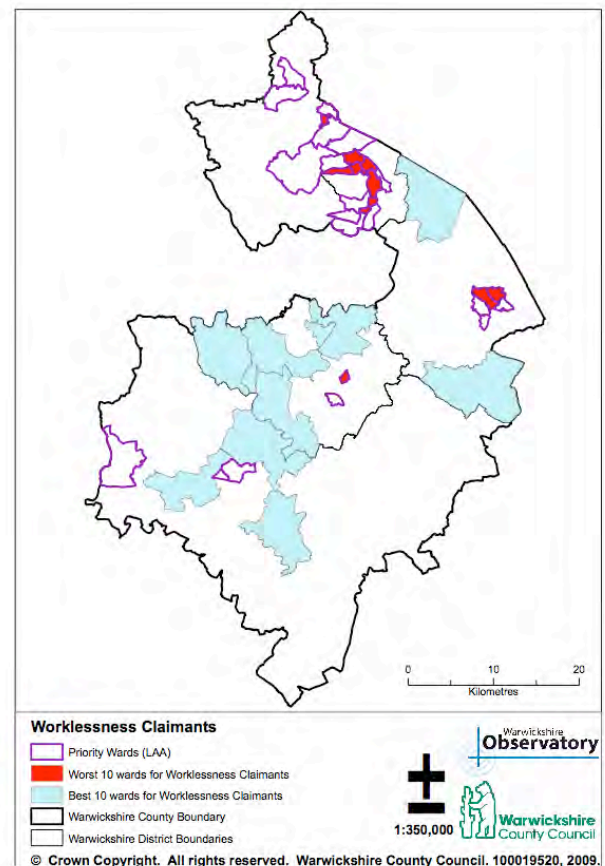 0 10 20
Kilometres
Worklessness Claimants
Priority Wards (LAA)
Worst 10 wards for Worklessness Claimants
Best 10 wards for Worklessness Claimants
Warwickshire County Boundary
Warwickshire District Boundaries
1:350,000
Warwickshire
Observatory
Warwickshire
County Council
© Crown Copyright. All rights reserved. Warwickshire County Council. 100019520, 2009.